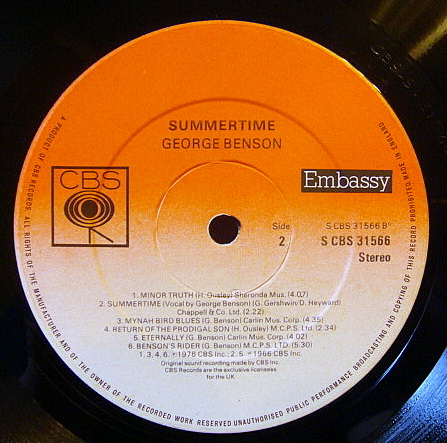 SUMMERTIME
GEORGE BENSON
CBS
Embassy
Side
2
S CBS 31566 B°
S CBS 31566
Stereo
1. MINOR TRUTH (H. Ousley) Sheronda Mus. (4.07)
2. SUMMERTIME (Vocal by George Benson) (G. Gershwin/D. Heyward)
Chappell & Co. Ltd. (2.22)
3. MYNAH BIRD BLUES (G. Benson) Carlin Mus. Corp. (4.35)
4. RETURN OF THE PRODIGAL SON (H. Ousley) M.C.P.S. Ltd. (2.34)
5. ETERNALLY (G. Benson) Carlin Mus. Corp. (4.02)
6. BENSON'S RIDER (G. Benson) M.C.P.S. LTD. (5.30)
1. 3. 4. 6. ℗ 1976 CBS Inc.; 2. 5. ℗ 1966 CBS Inc.
Original sound recording made by CBS Inc.
CBS Records are the exclusive licensees
for the UK
A PRODUCT OF CBS RECORDS. ALL RIGHTS OF THE MANUFACTURER AND OF THE OWNER OF THE RECORDED WORK RESERVED UNAUTHORISED PUBLIC PERFORMANCE BROADCASTING AND COPYING OF THIS RECORD PROHIBITED MADE IN ENGLAND